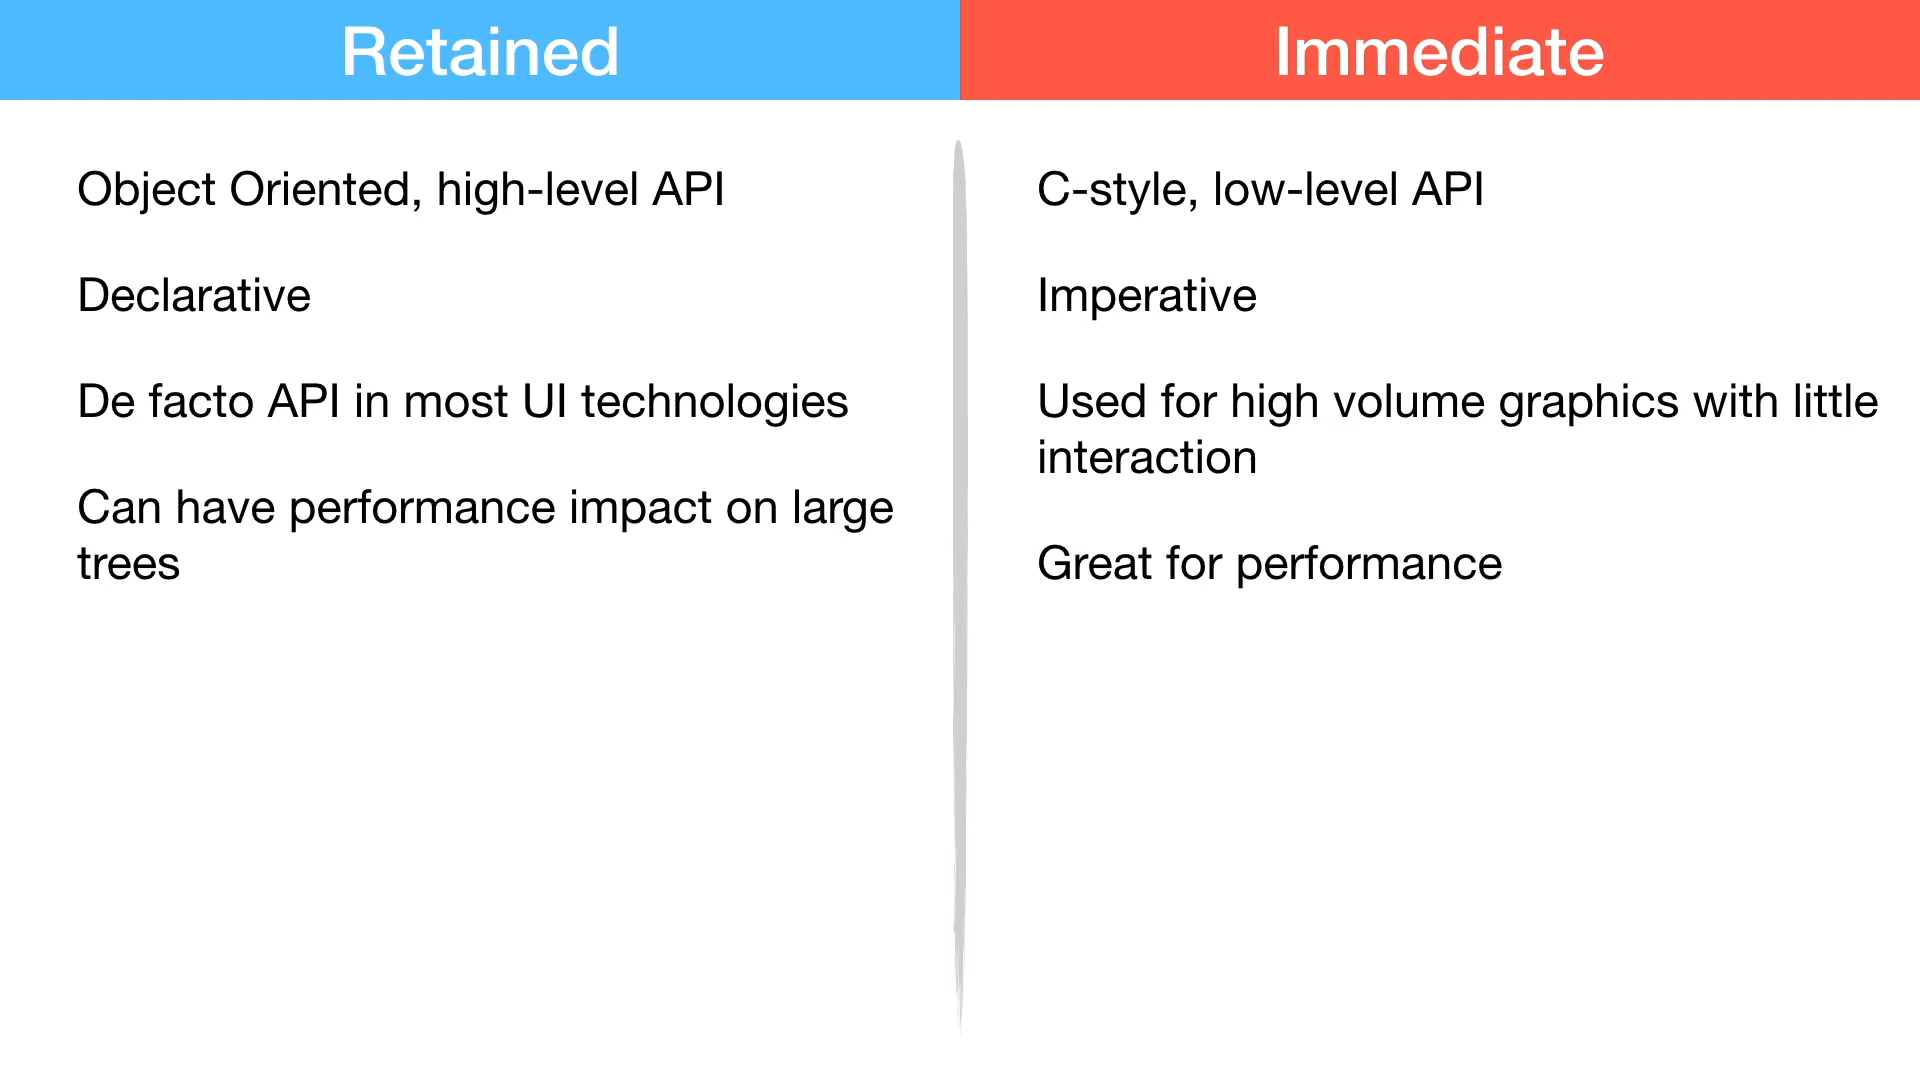 Retained
Object Oriented, high-level API
Declarative
De facto API in most UI technologies
Can have performance impact on large
trees
Immediate
C-style, low-level API
Imperative
Used for high volume graphics with little
interaction
Great for performance